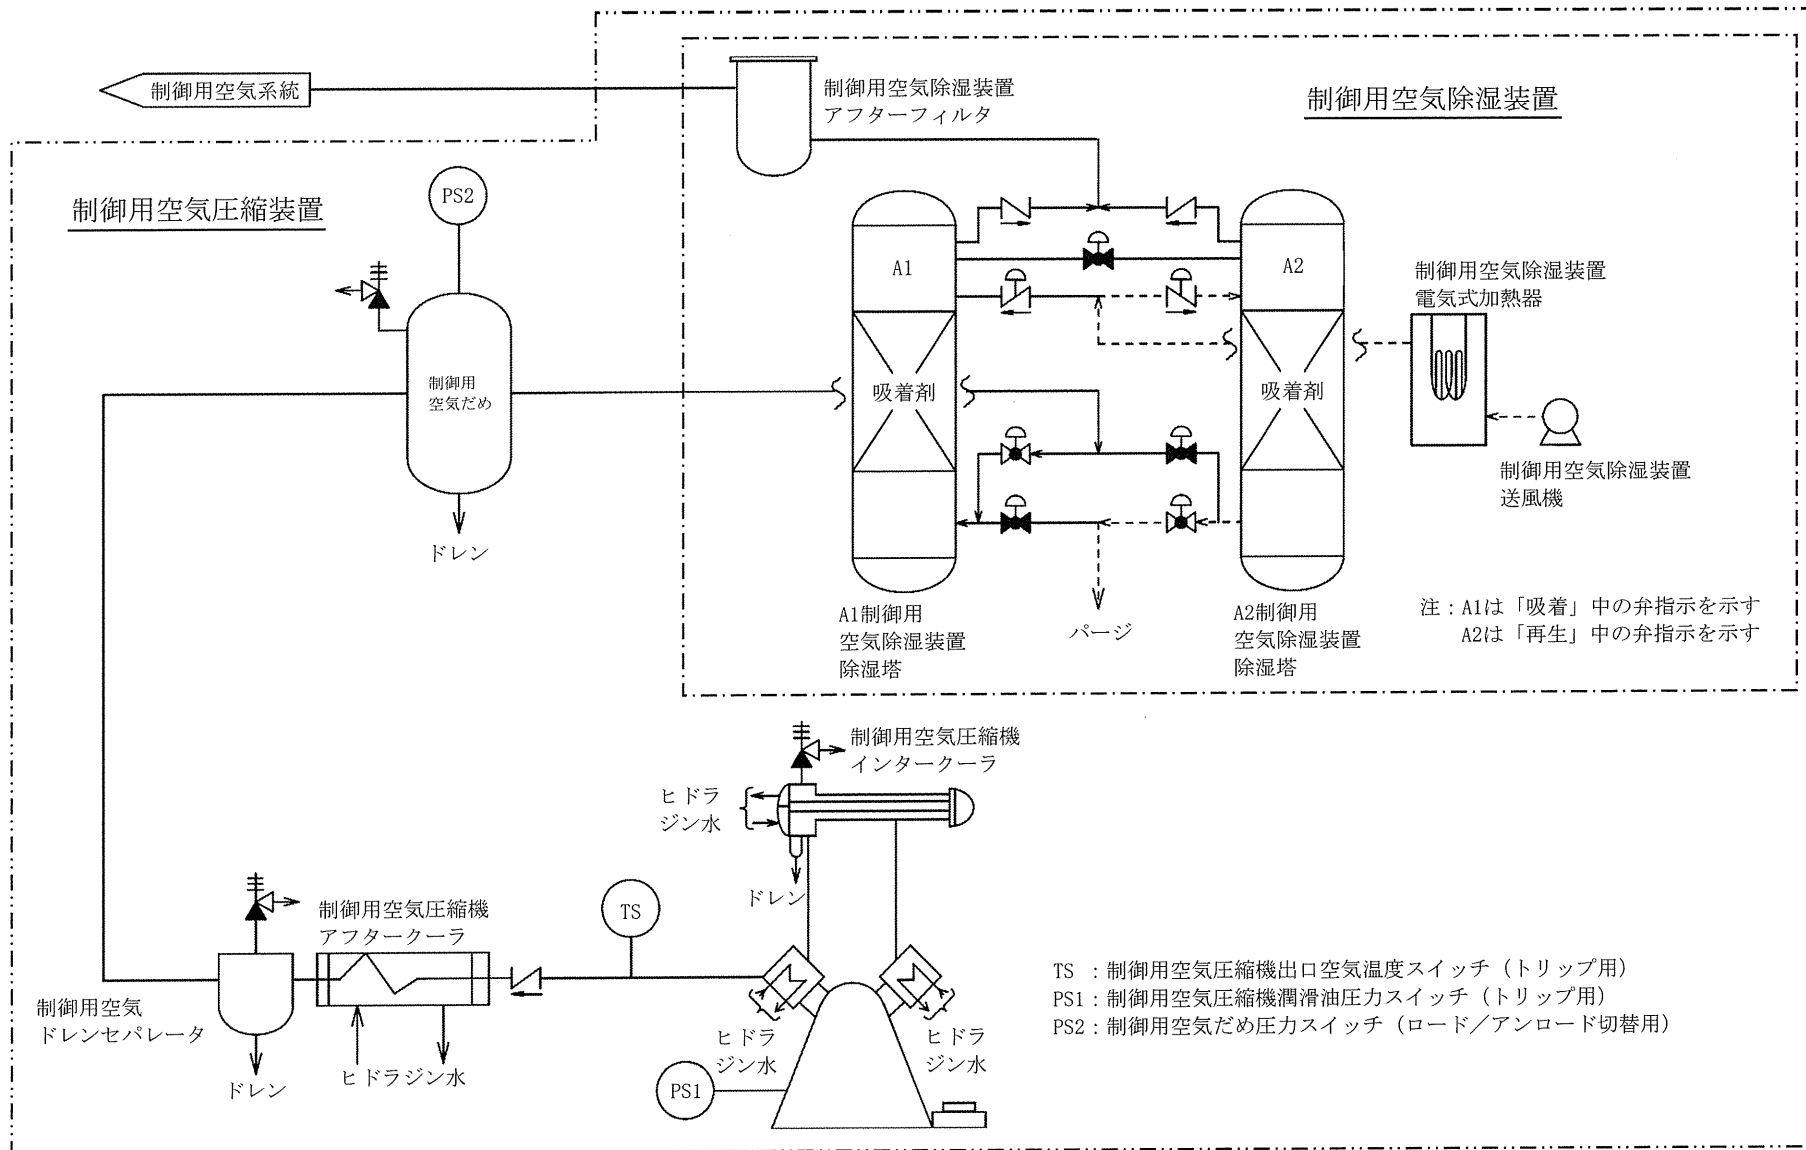 制御用空気系統
制御用空気除湿装置
アフターフィルタ
制御用空気除湿装置
制御用空気圧縮装置
PS2
A1
A2
制御用空気除湿装置
電気式加熱器
制御用
空気だめ
吸着剤
吸着剤
制御用空気除湿装置
送風機
ドレン
A1制御用
空気除湿装置
除湿塔
パージ
A2制御用
空気除湿装置
除湿塔
注：A1は「吸着」中の弁指示を示す
A2は「再生」中の弁指示を示す
制御用空気圧縮機
インタークーラ
ヒドラ
ジン水
ドレン
TS
制御用空気圧縮機
アフタークーラ
制御用空気
ドレンセパレータ
ドレン
ヒドラジン水
ヒドラ
ジン水
ヒドラ
ジン水
PS1
TS ：制御用空気圧縮機出口空気温度スイッチ（トリップ用）
PS1：制御用空気圧縮機潤滑油圧力スイッチ（トリップ用）
PS2：制御用空気だめ圧力スイッチ（ロード／アンロード切替用）